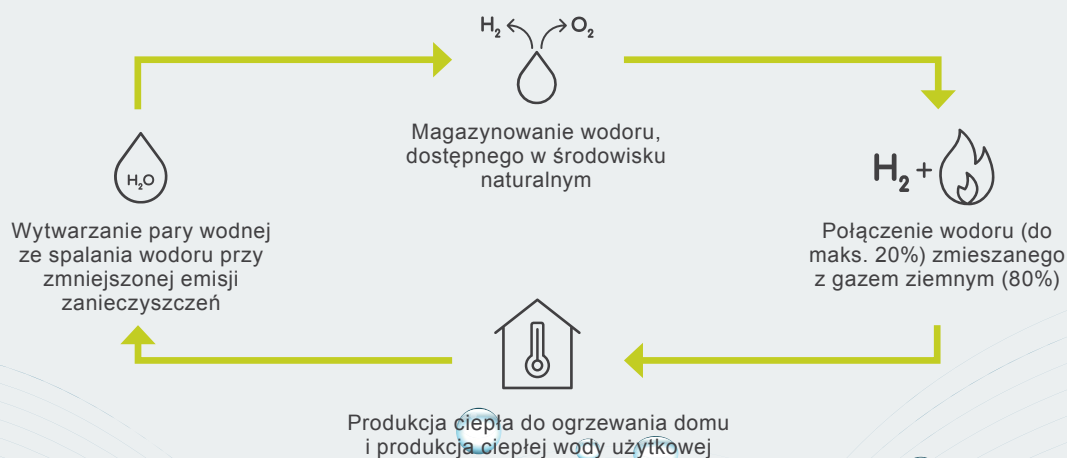 H₂ O₂
Magazynowanie wodoru,
dostępnego w środowisku
naturalnym
H₂ +
Połączenie wodoru (do
maks. 20%) zmieszanego
z gazem ziemnym (80%)
H₂O
Wytwarzanie pary wodnej
ze spalania wodoru przy
zmniejszonej emisji
zanieczyszczeń
Produkcja ciepła do ogrzewania domu
i produkcja ciepłej wody użytkowej